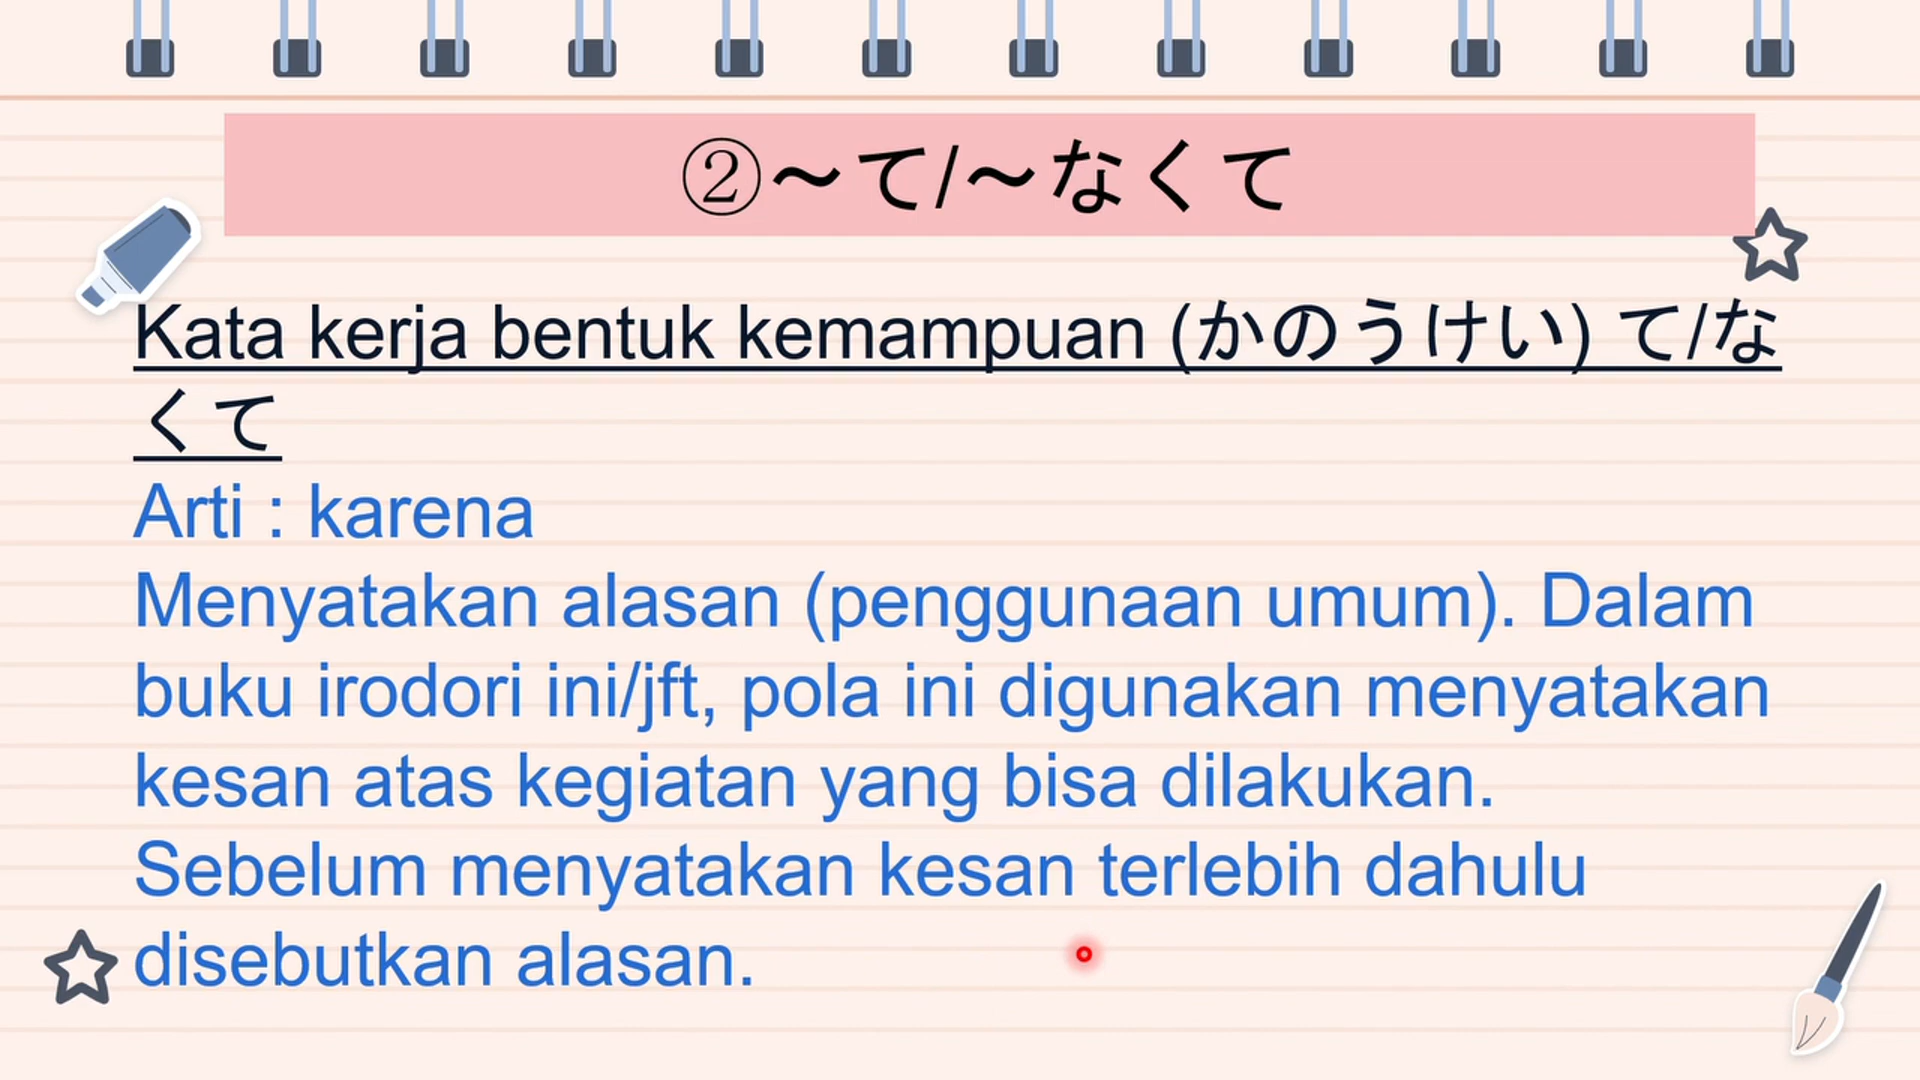 ②～て/～なくて
Kata kerja bentuk kemampuan (かのうけい) て/な
くて
Arti : karena
Menyatakan alasan (penggunaan umum). Dalam
buku irodori ini/jft, pola ini digunakan menyatakan
kesan atas kegiatan yang bisa dilakukan.
Sebelum menyatakan kesan terlebih dahulu
disebutkan alasan.